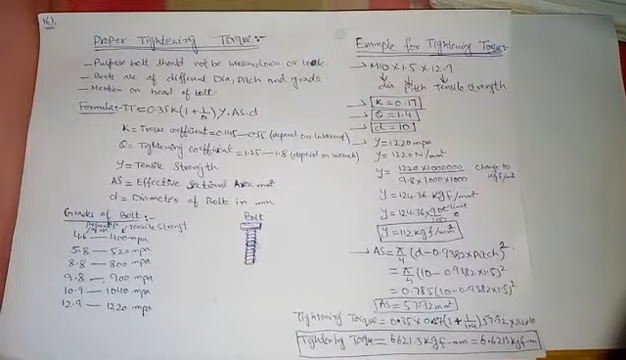 16).
Proper Tightening Torque:-
- Purpose bolt should not be
- Bolts use of different Dia, Pitch and grade
- Mention on head of bolt.
Formula:- TT = 0.35K(1+1/Q) Y. AS. d
K = Torque coefficient = 0.145-0.55 (depend on lubricant)
Q = Tightening coefficient = 1.25-1.8 (depend on wrench)
Y = Tensile Strength
AS = Effective Sectional Area mm²
d = Diameter of Bolt in mm
Grades of Bolt:-
Tensile Strength
4.6 — 400 mpa
5.8 — 520 mpa
8.8 — 800 mpa
9.8 — 900 mpa
10.9 — 1040 mpa
12.9 — 1220 mpa
Bolt
Example for Tightening Torque:-
→ M10 X 1.5 X 12.9
dia Pitch Tensile Strength
→ K = 0.17
→ Q = 1.4
→ d = 10
→ Y = 1220 mpa
Y = 1220 N/mm²
Y = 1220 X 1000000 / 9.8 X 1000 X 1000 change to kgf/mm²
Y = 124.36 kgf/mm²
Y = 124.36 X 90% limit
Y = 112 kgf/mm²
→ AS = π/4 (d - 0.9382 X Pitch)²
= π/4 (10 - 0.9382 X 1.5)²
= 0.785 (10 - 0.9382 X 1.5)²
AS = 57.92 mm²
Tightening Torque = 0.35 X 0.17 (1 + 1/1.4) 57.92 X 112 X 10
Tightening Torque = 6621.3 kgf-mm = 6.6213 kgf-m